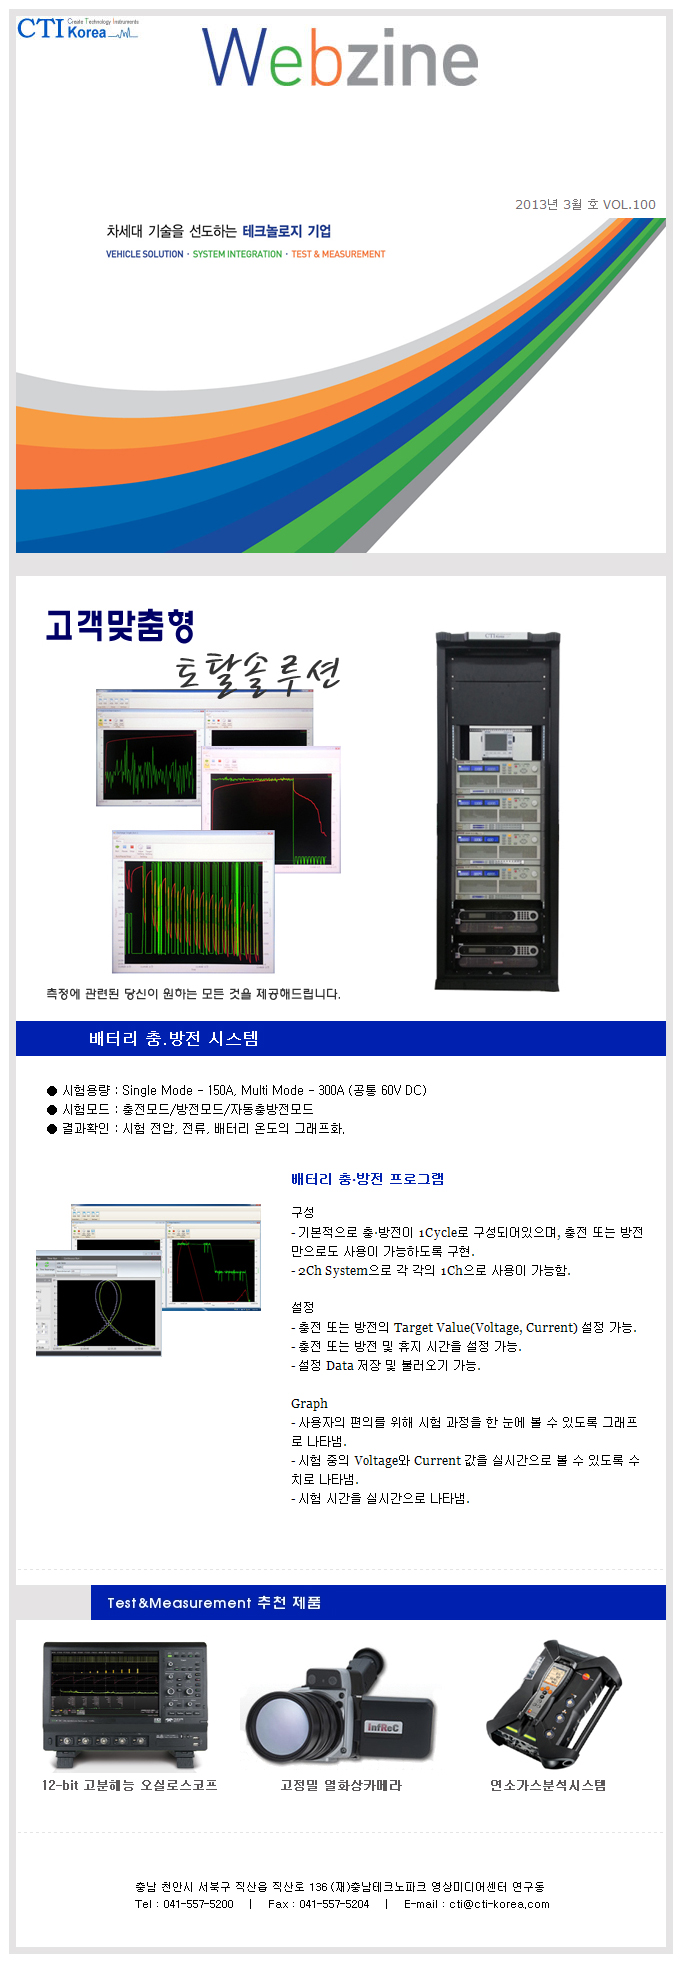 CTI Create Technology Instruments
Korea
Webzine
2013년 3월 호 VOL.100
차세대 기술을 선도하는 테크놀로지 기업
VEHICLE SOLUTION · SYSTEM INTEGRATION · TEST & MEASUREMENT
고객맞춤형
토탈솔루션
CTI
측정에 관련된 당신이 원하는 모든 것을 제공해드립니다.
배터리 충.방전 시스템
● 시험용량 : Single Mode - 150A, Multi Mode - 300A (공통 60V DC)
● 시험모드 : 충전모드/방전모드/자동충방전모드
● 결과확인 : 시험 전압, 전류, 배터리 온도의 그래프화.
배터리 충·방전 프로그램
구성
- 기본적으로 충·방전이 1Cycle로 구성되어있으며, 충전 또는 방전
만으로도 사용이 가능하도록 구현.
- 2Ch System으로 각 각의 1Ch으로 사용이 가능함.
설정
- 충전 또는 방전의 Target Value(Voltage, Current) 설정 가능.
- 충전 또는 방전 및 휴지 시간을 설정 가능.
- 설정 Data 저장 및 불러오기 가능.
Graph
- 사용자의 편의를 위해 시험 과정을 한 눈에 볼 수 있도록 그래프
로 나타냄.
- 시험 중의 Voltage와 Current 값을 실시간으로 볼 수 있도록 수
치로 나타냄.
- 시험 시간을 실시간으로 나타냄.
Test&Measurement 추천 제품
InfReC
12-bit 고분해능 오실로스코프
고정밀 열화상카메라
연소가스분석시스템
충남 천안시 서북구 직산읍 직산로 136 (재)충남테크노파크 영상미디어센터 연구동
Tel : 041-557-5200 | Fax : 041-557-5204 | E-mail : cti@cti-korea.com